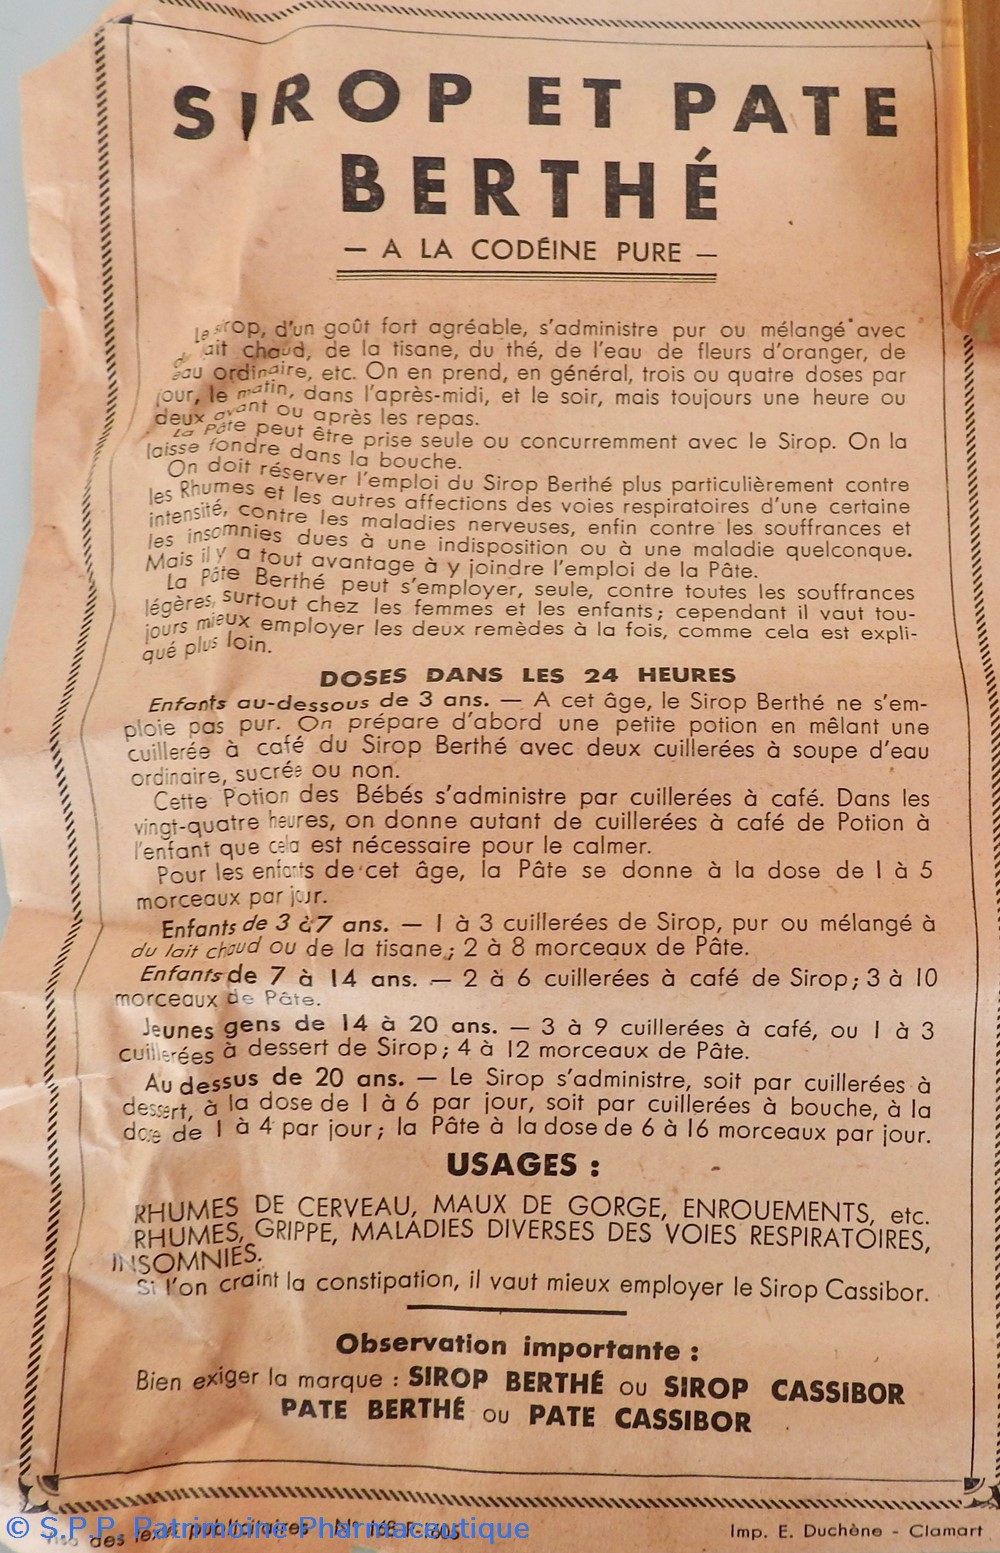 SIROP ET PATE
BERTHÉ
— A LA CODÉINE PURE —
Le sirop, d'un goût fort agréable, s'administre pur ou mélangé avec
du lait chaud, de la tisane, du thé, de l'eau de fleurs d'oranger, de
eau ordinaire, etc. On en prend, en général, trois ou quatre doses par
jour, le matin, dans l'après-midi, et le soir, mais toujours une heure ou
deux avant ou après les repas.
La Pâte peut être prise seule ou concurremment avec le Sirop. On la
laisse fondre dans la bouche.
On doit réserver l'emploi du Sirop Berthé plus particulièrement contre
les Rhumes et les autres affections des voies respiratoires d'une certaine
intensité, contre les maladies nerveuses, enfin contre les souffrances et
les insomnies dues à une indisposition ou à une maladie quelconque.
Mais il y a tout avantage à y joindre l'emploi de la Pâte.
La Pâte Berthé peut s'employer, seule, contre toutes les souffrances
légères, surtout chez les femmes et les enfants; cependant il vaut tou-
jours mieux employer les deux remèdes à la fois, comme cela est expli-
qué plus loin.
DOSES DANS LES 24 HEURES
Enfants au-dessous de 3 ans. — A cet âge, le Sirop Berthé ne s'em-
ploie pas pur. On prépare d'abord une petite potion en mêlant une
cuillerée à café du Sirop Berthé avec deux cuillerées à soupe d'eau
ordinaire, sucrée ou non.
Cette Potion des Bébés s'administre par cuillerées à café. Dans les
vingt-quatre heures, on donne autant de cuillerées à café de Potion à
l'enfant que cela est nécessaire pour le calmer.
Pour les enfants de cet âge, la Pâte se donne à la dose de 1 à 5
morceaux par jour.
Enfants de 3 à 7 ans. — 1 à 3 cuillerées de Sirop, pur ou mélangé à
du lait chaud ou de la tisane; 2 à 8 morceaux de Pâte.
Enfants de 7 à 14 ans. — 2 à 6 cuillerées à café de Sirop; 3 à 10
morceaux de Pâte.
Jeunes gens de 14 à 20 ans. — 3 à 9 cuillerées à café, ou 1 à 3
cuillerées à dessert de Sirop; 4 à 12 morceaux de Pâte.
Au dessus de 20 ans. — Le Sirop s'administre, soit par cuillerées à
dessert, à la dose de 1 à 6 par jour, soit par cuillerées à bouche, à la
dose de 1 à 4 par jour; la Pâte à la dose de 6 à 16 morceaux par jour.
USAGES :
RHUMES DE CERVEAU, MAUX DE GORGE, ENROUEMENTS, etc.
RHUMES, GRIPPE, MALADIES DIVERSES DES VOIES RESPIRATOIRES,
INSOMNIES.
Si l'on craint la constipation, il vaut mieux employer le Sirop Cassibor.
Observation importante :
Bien exiger la marque : SIROP BERTHÉ ou SIROP CASSIBOR
PATE BERTHÉ ou PATE CASSIBOR
© S.P.P. Patrimoine Pharmaceutique
des publicitaires
Imp. E. Duchène - Clamart